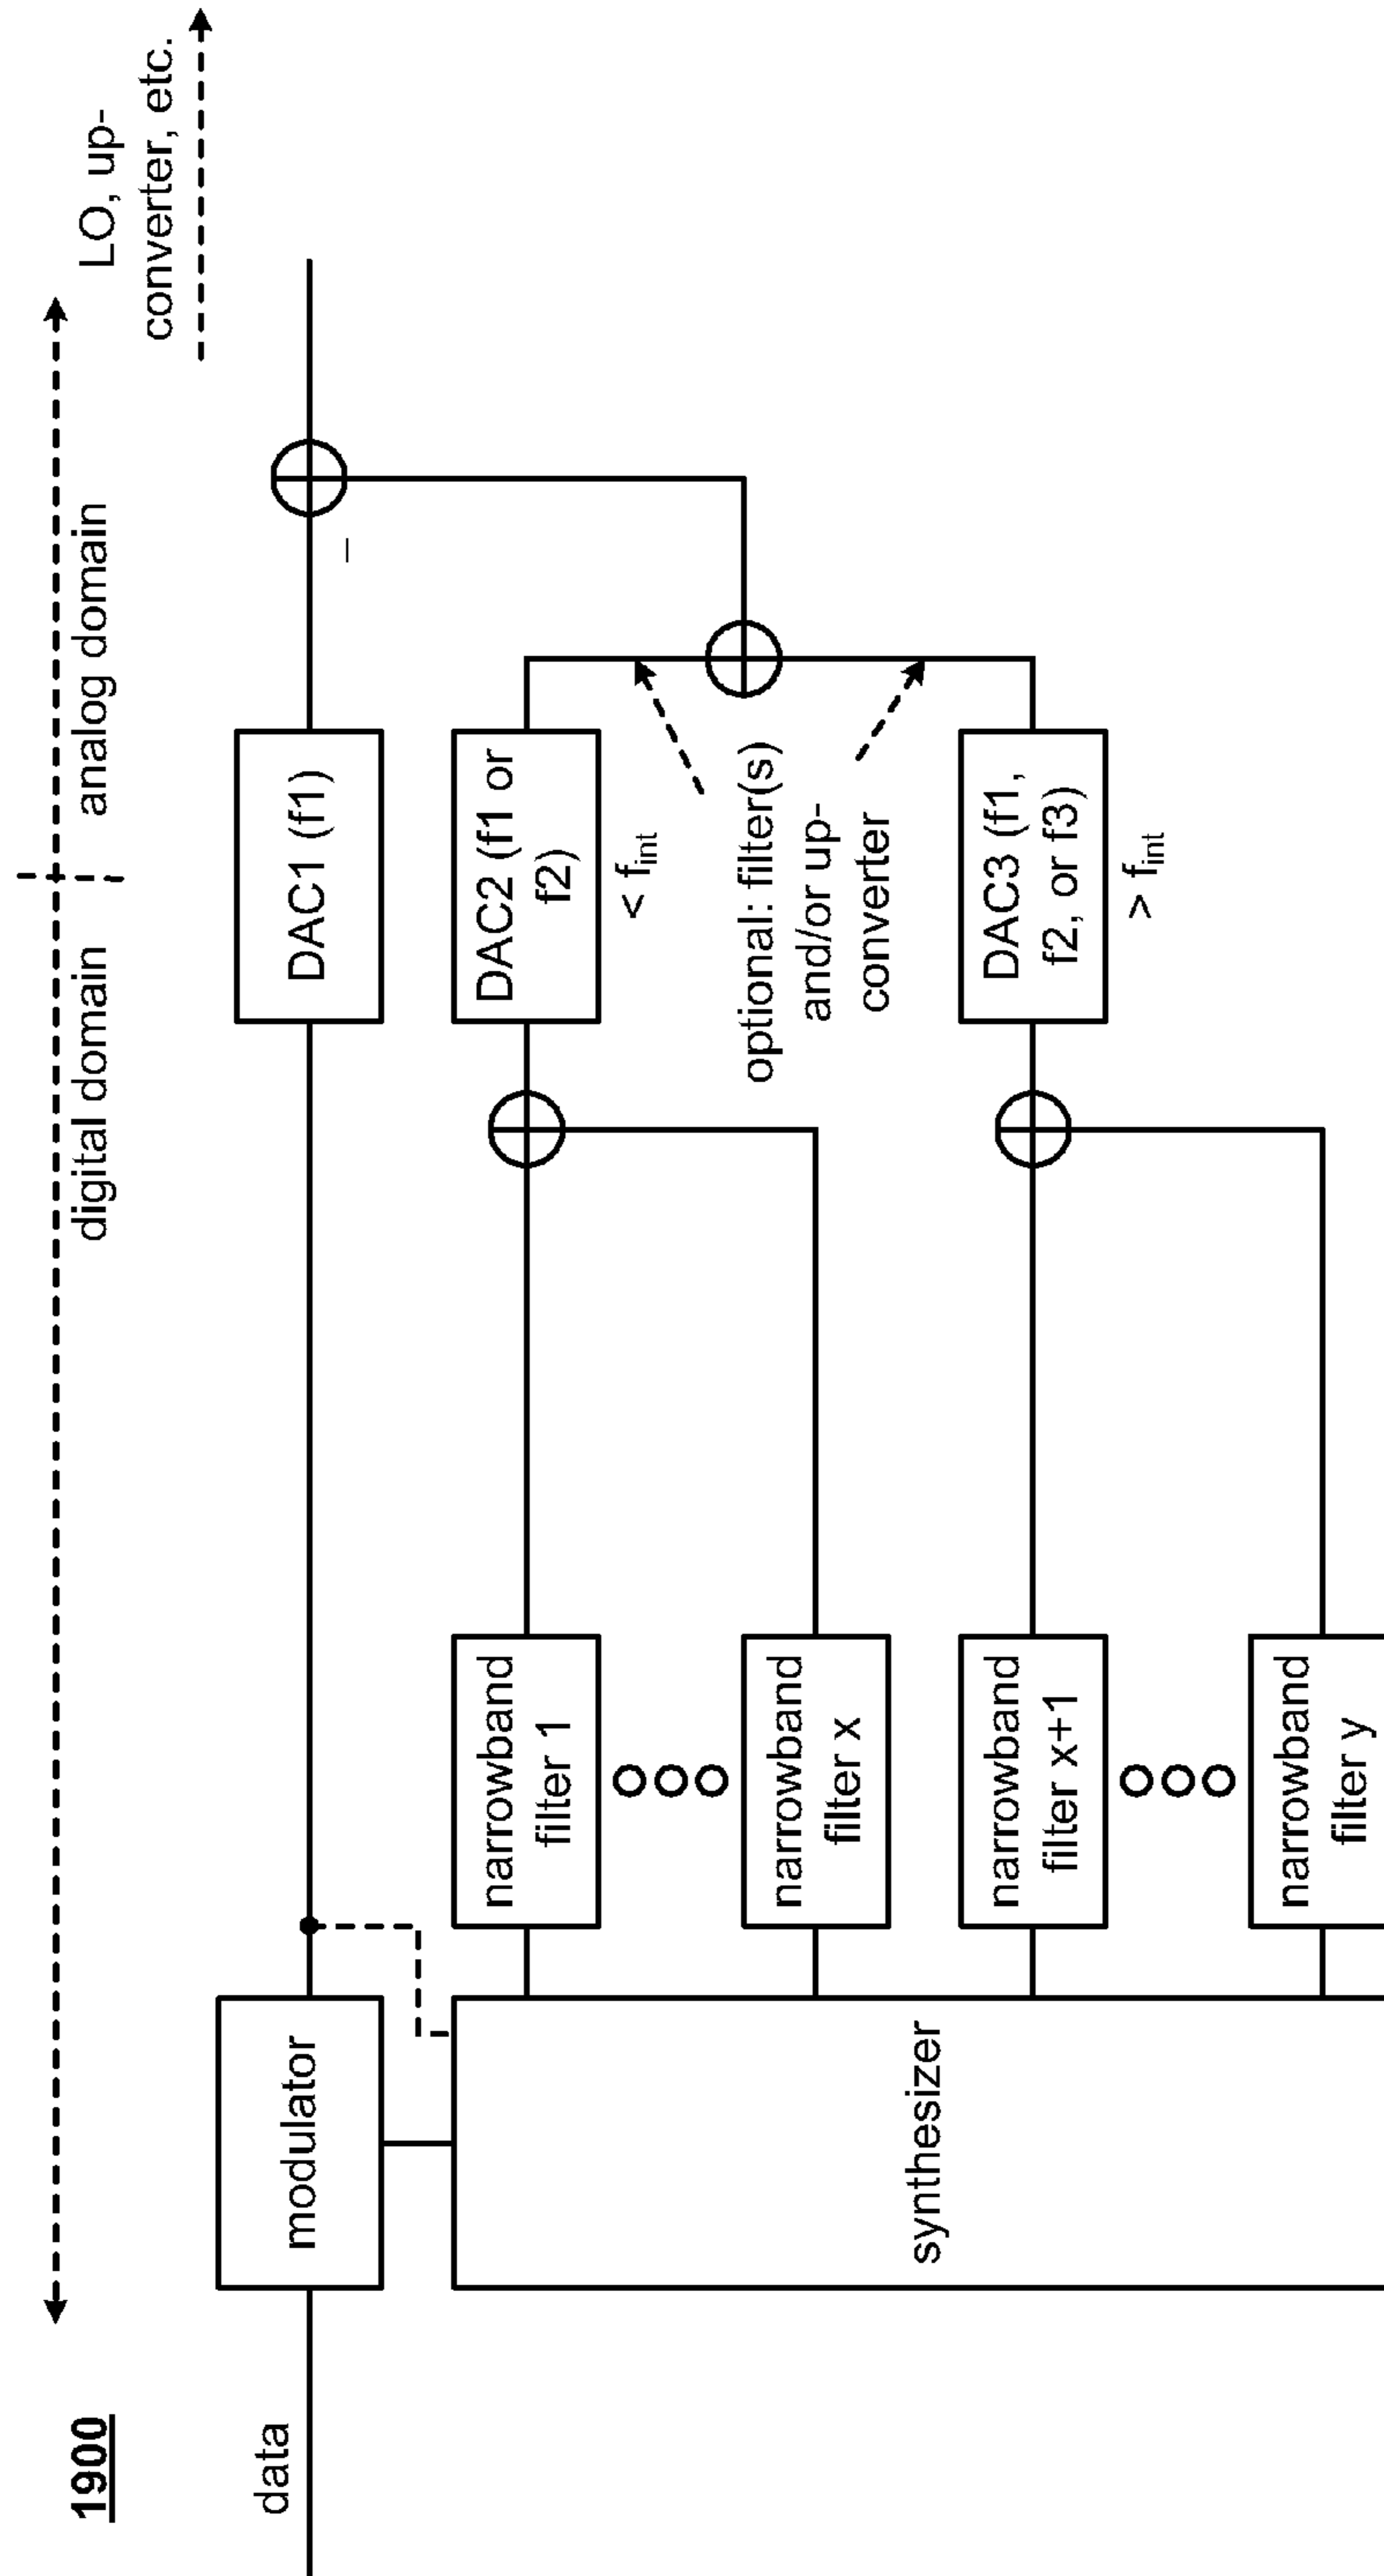 1900
digital domain
analog domain
LO, up-
converter, etc.
data
modulator
DAC1 (f1)
–
synthesizer
narrowband
filter 1
narrowband
filter x
narrowband
filter x+1
narrowband
filter y
DAC2 (f1 or
f2)
< fint
optional: filter(s)
and/or up-
converter
DAC3 (f1,
f2, or f3)
> fint